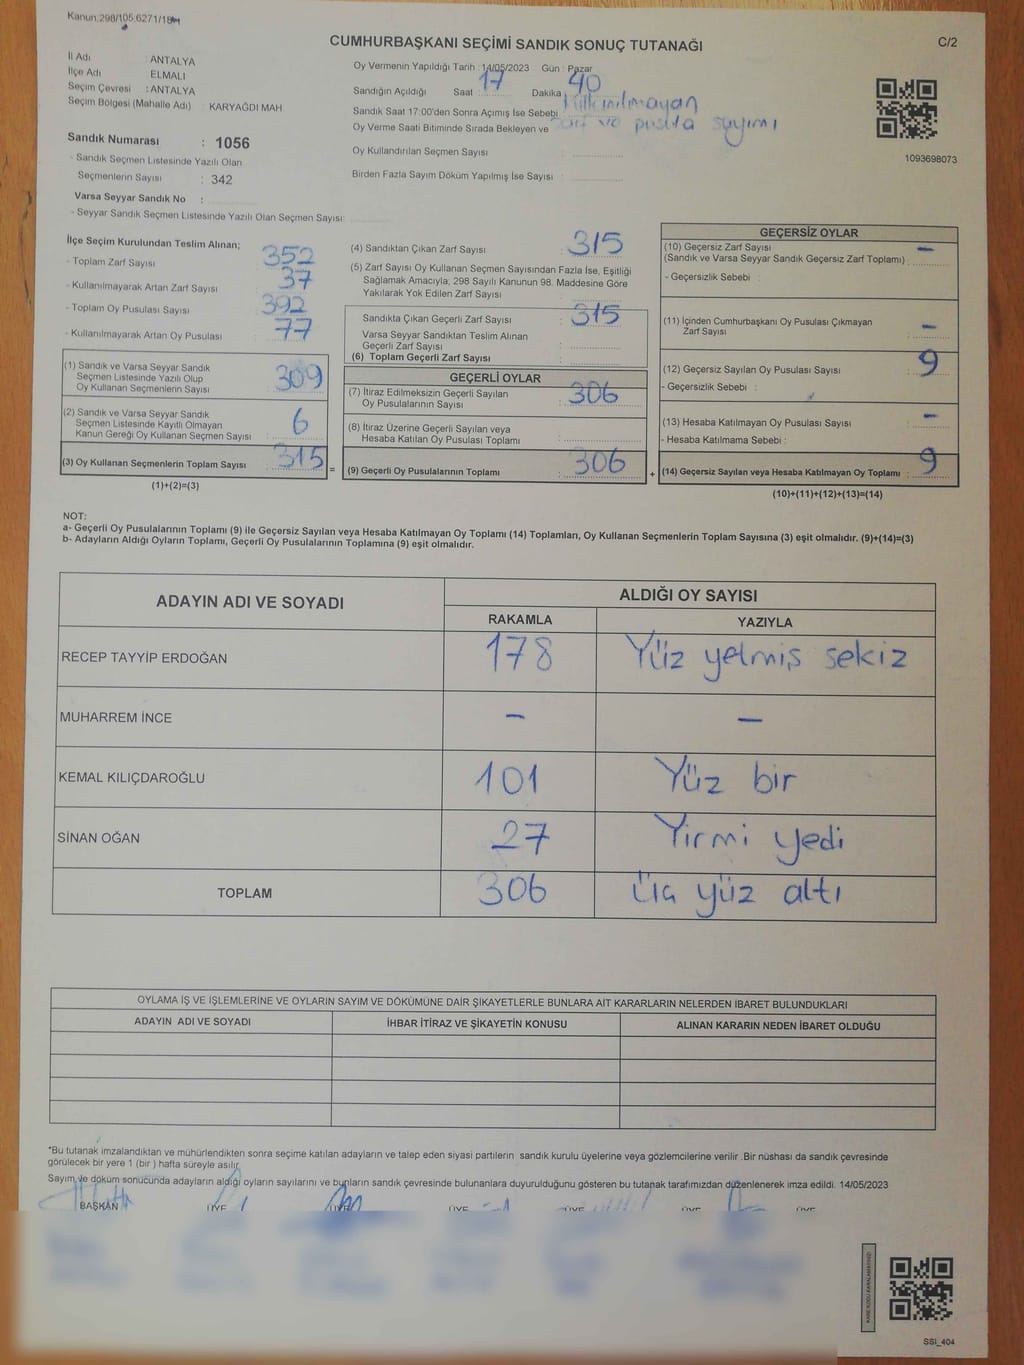 Kanun.298/105;6271/18M
CUMHURBAŞKANI SEÇİMİ SANDIK SONUÇ TUTANAĞI
C/2
İl Adı : ANTALYA
İlçe Adı : ELMALI
Seçim Çevresi : ANTALYA
Seçim Bölgesi (Mahalle Adı) : KARYAĞDI MAH
Sandık Numarası : 1056
- Sandık Seçmen Listesinde Yazılı Olan
Seçmenlerin Sayısı : 342
Varsa Seyyar Sandık No :
- Seyyar Sandık Seçmen Listesinde Yazılı Olan Seçmen Sayısı:
Oy Vermenin Yapıldığı Tarih : 14/05/2023 Gün : Pazar
Sandığın Açıldığı Saat : 17 Dakika : 40
Sandık Saat 17:00'den Sonra Açımış İse Sebebi : Kullanılmayan
Oy Verme Saati Bitiminde Sırada Bekleyen ve zarf ve pusula sayımı
Oy Kullandırılan Seçmen Sayısı :
Birden Fazla Sayım Döküm Yapılmış İse Sayısı :
1093698073
İlçe Seçim Kurulundan Teslim Alınan;
- Toplam Zarf Sayısı : 352
- Kullanılmayarak Artan Zarf Sayısı : 37
- Toplam Oy Pusulası Sayısı : 392
- Kullanılmayarak Artan Oy Pusulası : 77
(1) Sandık ve Varsa Seyyar Sandık
Seçmen Listesinde Yazılı Olup
Oy Kullanan Seçmenlerin Sayısı : 309
(2) Sandık ve Varsa Seyyar Sandık
Seçmen Listesinde Kayıtlı Olmayan
Kanun Gereği Oy Kullanan Seçmen Sayısı : 6
(3) Oy Kullanan Seçmenlerin Toplam Sayısı : 315 =
(1)+(2)=(3)
(4) Sandıktan Çıkan Zarf Sayısı : 315
(5) Zarf Sayısı Oy Kullanan Seçmen Sayısından Fazla İse, Eşitliği
Sağlamak Amacıyla, 298 Sayılı Kanunun 98. Maddesine Göre
Yakılarak Yok Edilen Zarf Sayısı :
Sandıkta Çıkan Geçerli Zarf Sayısı : 315
Varsa Seyyar Sandıktan Teslim Alınan
Geçerli Zarf Sayısı :
(6) Toplam Geçerli Zarf Sayısı :
GEÇERLİ OYLAR
(7) İtiraz Edilmeksizin Geçerli Sayılan
Oy Pusulalarının Sayısı : 306
(8) İtiraz Üzerine Geçerli Sayılan veya
Hesaba Katılan Oy Pusulası Toplamı :
(9) Geçerli Oy Pusulalarının Toplamı : 306 +
GEÇERSİZ OYLAR
(10) Geçersiz Zarf Sayısı
(Sandık ve Varsa Seyyar Sandık Geçersiz Zarf Toplamı) : –
- Geçersizlik Sebebi :
(11) İçinden Cumhurbaşkanı Oy Pusulası Çıkmayan
Zarf Sayısı : –
(12) Geçersiz Sayılan Oy Pusulası Sayısı : 9
- Geçersizlik Sebebi :
(13) Hesaba Katılmayan Oy Pusulası Sayısı : –
- Hesaba Katılmama Sebebi :
(14) Geçersiz Sayılan veya Hesaba Katılmayan Oy Toplamı : 9
(10)+(11)+(12)+(13)=(14)
NOT:
a- Geçerli Oy Pusulalarının Toplamı (9) ile Geçersiz Sayılan veya Hesaba Katılmayan Oy Toplamı (14) Toplamları, Oy Kullanan Seçmenlerin Toplam Sayısına (3) eşit olmalıdır. (9)+(14)=(3)
b- Adayların Aldığı Oyların Toplamı, Geçerli Oy Pusulalarının Toplamına (9) eşit olmalıdır.
ADAYIN ADI VE SOYADI ALDIĞI OY SAYISI
RAKAMLA YAZIYLA
RECEP TAYYİP ERDOĞAN 178 Yüz yetmiş sekiz
MUHARREM İNCE – –
KEMAL KILIÇDAROĞLU 101 Yüz bir
SİNAN OĞAN 27 Yirmi yedi
TOPLAM 306 Üç yüz altı
OYLAMA İŞ VE İŞLEMLERİNE VE OYLARIN SAYIM VE DÖKÜMÜNE DAİR ŞİKAYETLERLE BUNLARA AİT KARARLARIN NELERDEN İBARET BULUNDUKLARI
ADAYIN ADI VE SOYADI İHBAR İTİRAZ VE ŞİKAYETİN KONUSU ALINAN KARARIN NEDEN İBARET OLDUĞU
*Bu tutanak imzalandıktan ve mühürlendikten sonra seçime katılan adayların ve talep eden siyasi partilerin sandık kurulu üyelerine veya gözlemcilerine verilir .Bir nüshası da sandık çevresinde
görülecek bir yere 1 (bir ) hafta süreyle asılır.
Sayım ve döküm sonucunda adayların aldığı oyların sayılarını ve bunların sandık çevresinde bulunanlara duyurulduğunu gösteren bu tutanak tarafımızdan düzenlenerek imza edildi. 14/05/2023
BAŞKAN ÜYE ÜYE ÜYE ÜYE ÜYE ÜYE
SSİ_404